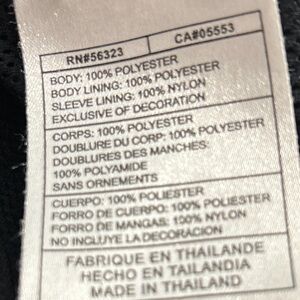 RN#56323 CA#05553
BODY: 100% POLYESTER
BODY LINING: 100% POLYESTER
SLEEVE LINING: 100% NYLON
EXCLUSIVE OF DECORATION
CORPS: 100% POLYESTER
DOUBLURE DU CORP: 100% POLYESTER
DOUBLURES DES MANCHES:
100% POLYAMIDE
SANS ORNEMENTS
CUERPO: 100% POLIESTER
FORRO DE CUERPO: 100% POLIESTER
FORRO DE MANGAS: 100% NYLON
NO INCLUYE LA DECORACION
FABRIQUE EN THAILANDE
HECHO EN TAILANDIA
MADE IN THAILAND